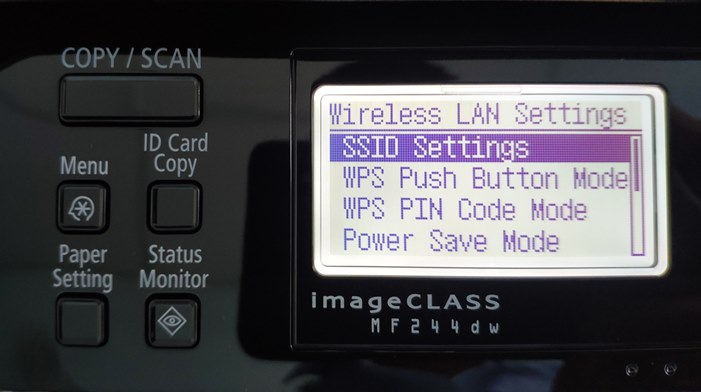 COPY / SCAN
ID Card
Copy
Menu
Paper
Setting
Status
Monitor
Wireless LAN Settings
SSID Settings
WPS Push Button Mode
WPS PIN Code Mode
Power Save Mode
imageCLASS
MF244dw